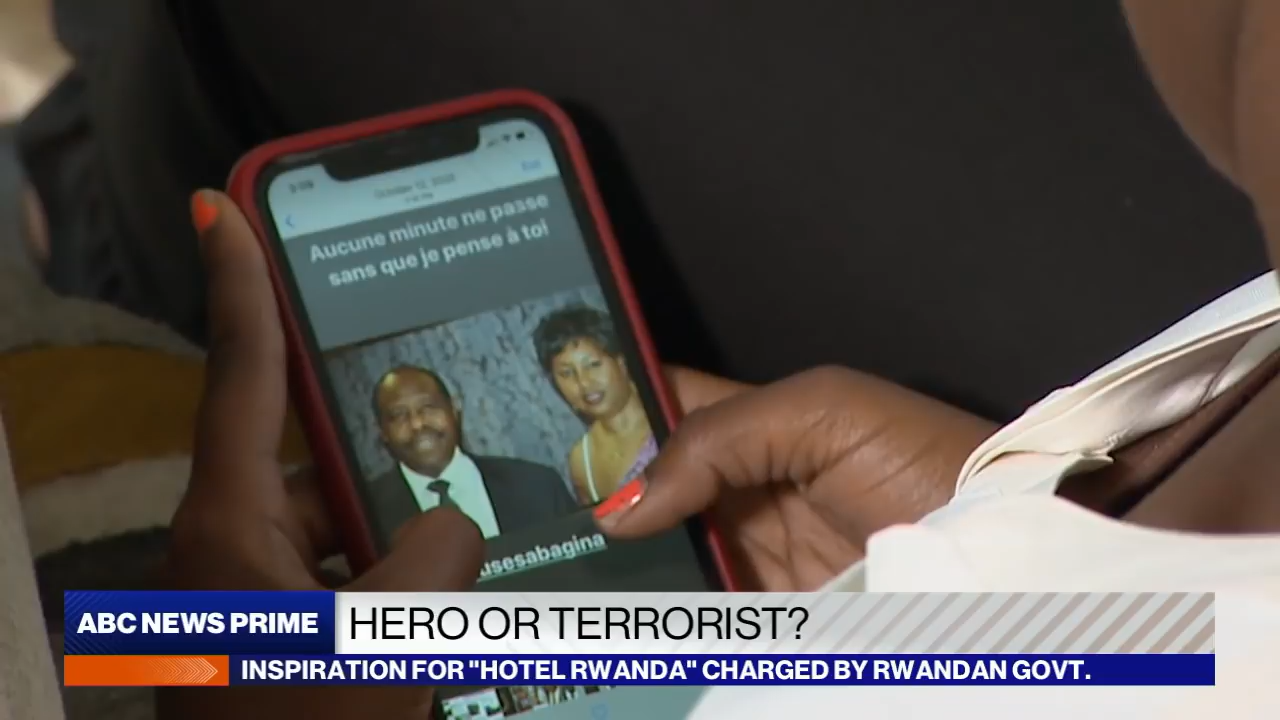 Aucune minute ne passe
sans que je pense à toi
usesabagina
ABC NEWS PRIME
HERO OR TERRORIST?
INSPIRATION FOR "HOTEL RWANDA" CHARGED BY RWANDAN GOVT.